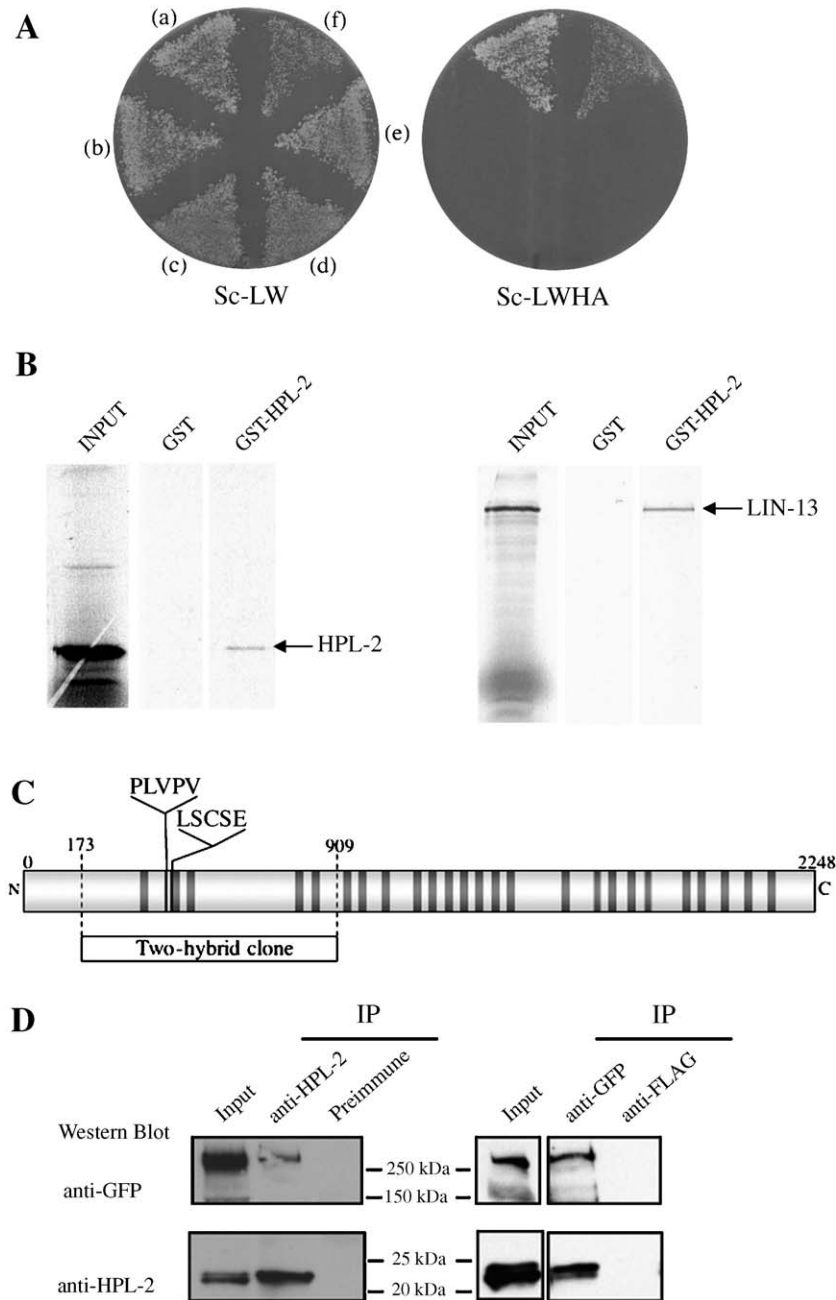 A
(a)
(f)
(b)
(e)
(c)
(d)
Sc-LW
Sc-LWHA
B
INPUT
GST
GST-HPL-2
HPL-2
INPUT
GST
GST-HPL-2
LIN-13
C
PLVPV
LSCSE
0
173
909
2248
N
C
Two-hybrid clone
D
IP
IP
Input
anti-HPL-2
Preimmune
Input
anti-GFP
anti-FLAG
Western Blot
anti-GFP
250 kDa
150 kDa
anti-HPL-2
25 kDa
20 kDa